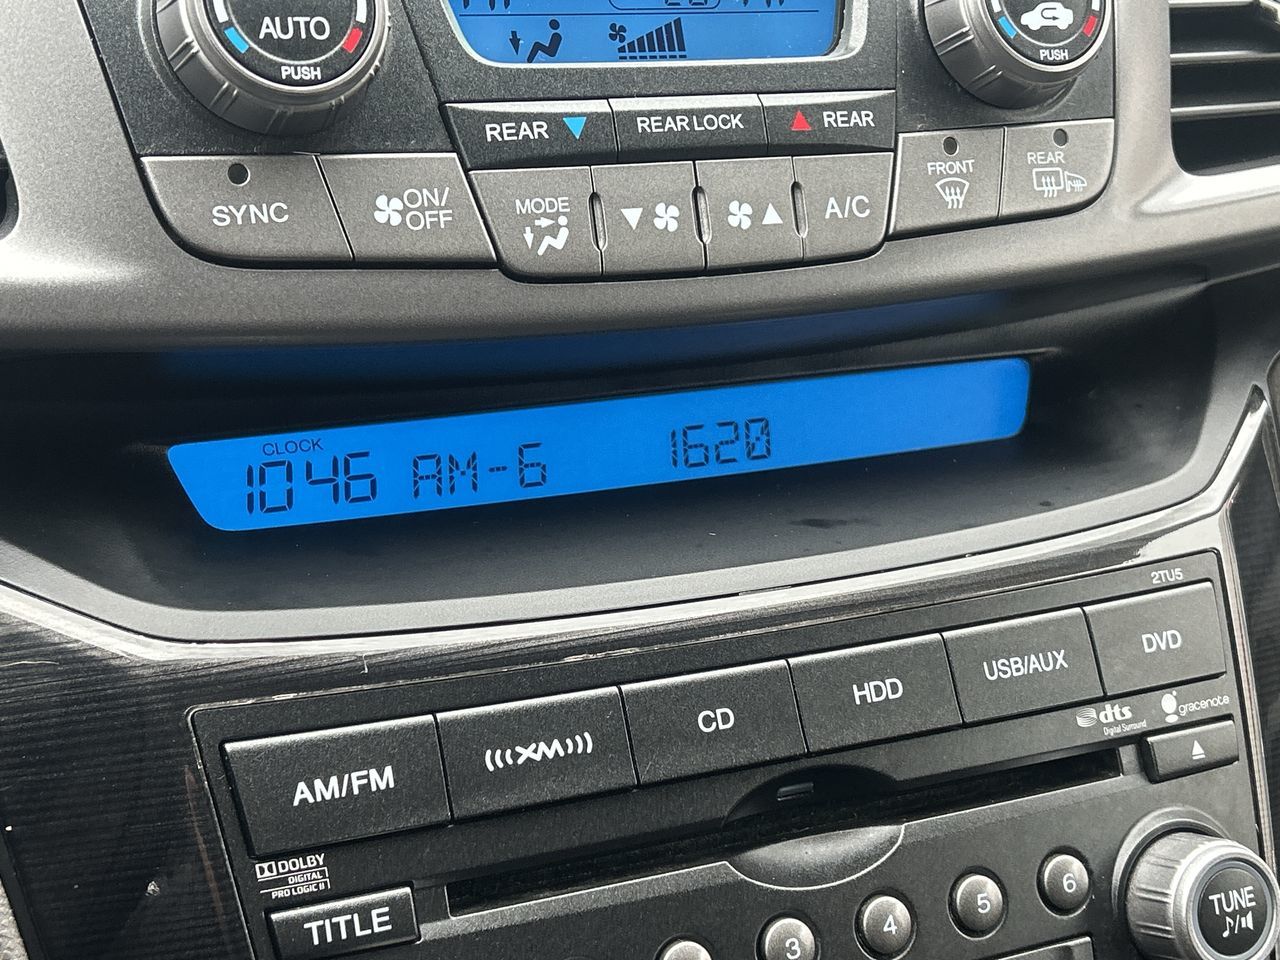 AUTO
PUSH
PUSH
REAR
REAR LOCK
REAR
SYNC
ON/
OFF
MODE
A/C
FRONT
REAR
CLOCK
1046 AM-6 1620
2TU5
AM/FM
XM
CD
HDD
USB/AUX
DVD
dts
Digital Surround
gracenote
DOLBY
DIGITAL
PRO LOGIC II
TITLE
3
4
5
6
TUNE